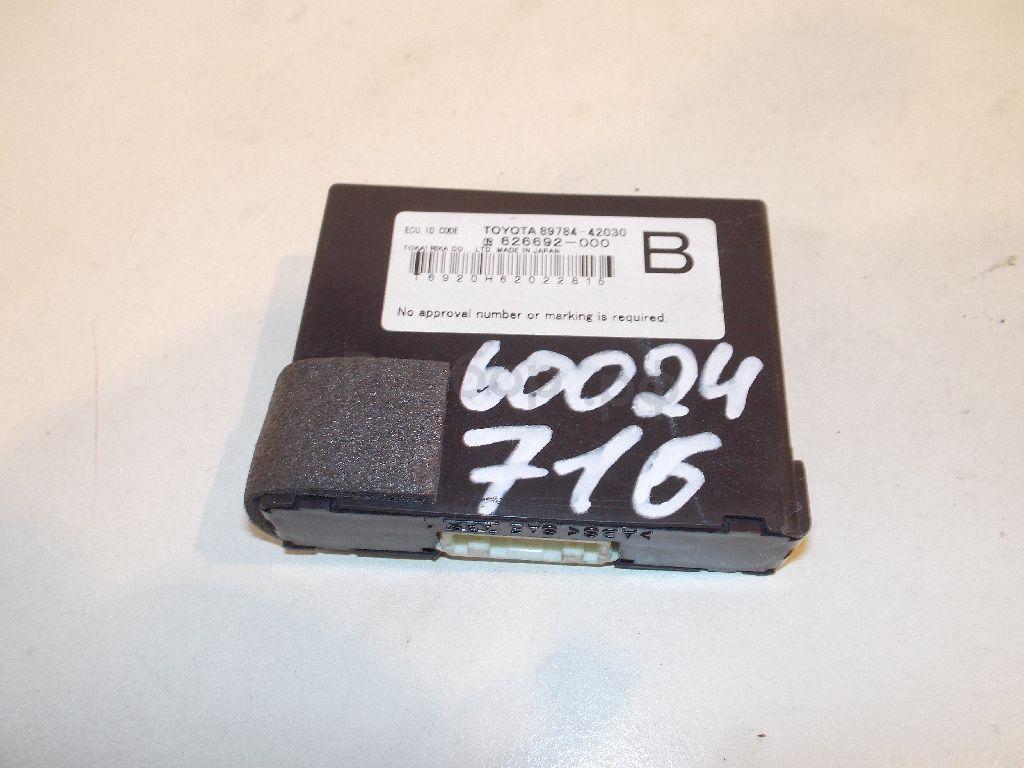 ECU ID CODE TOYOTA 89784-42030
626692-000
TOKAI RIKA CO., LTD. MADE IN JAPAN
B
16920H62022815
No approval number or marking is required.
60024
716